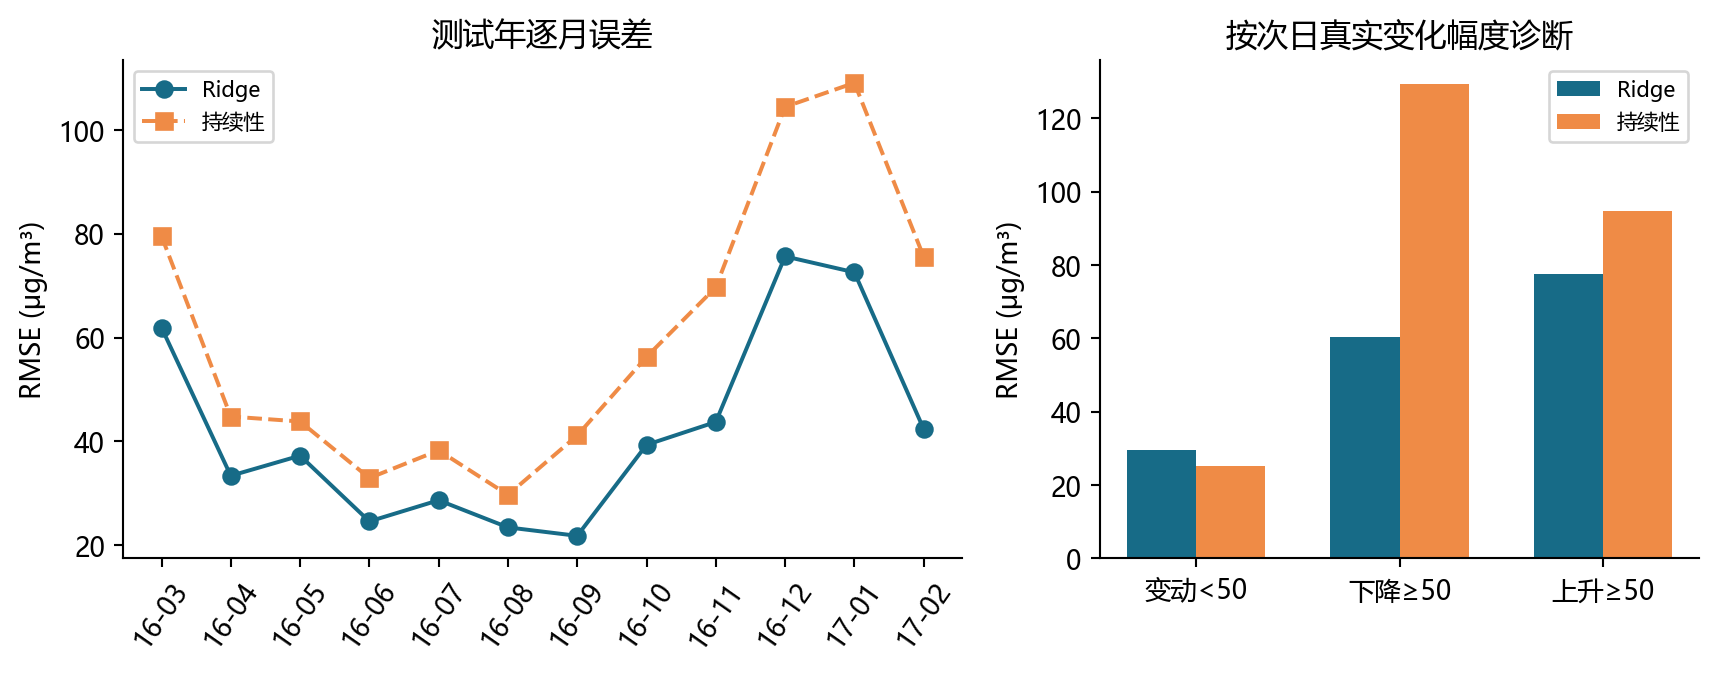 测试年逐月误差
Ridge
持续性
RMSE (μg/m³)
100
80
60
40
20
16-03
16-04
16-05
16-06
16-07
16-08
16-09
16-10
16-11
16-12
17-01
17-02
按次日真实变化幅度诊断
Ridge
持续性
RMSE (μg/m³)
120
100
80
60
40
20
0
变动<50
下降≥50
上升≥50